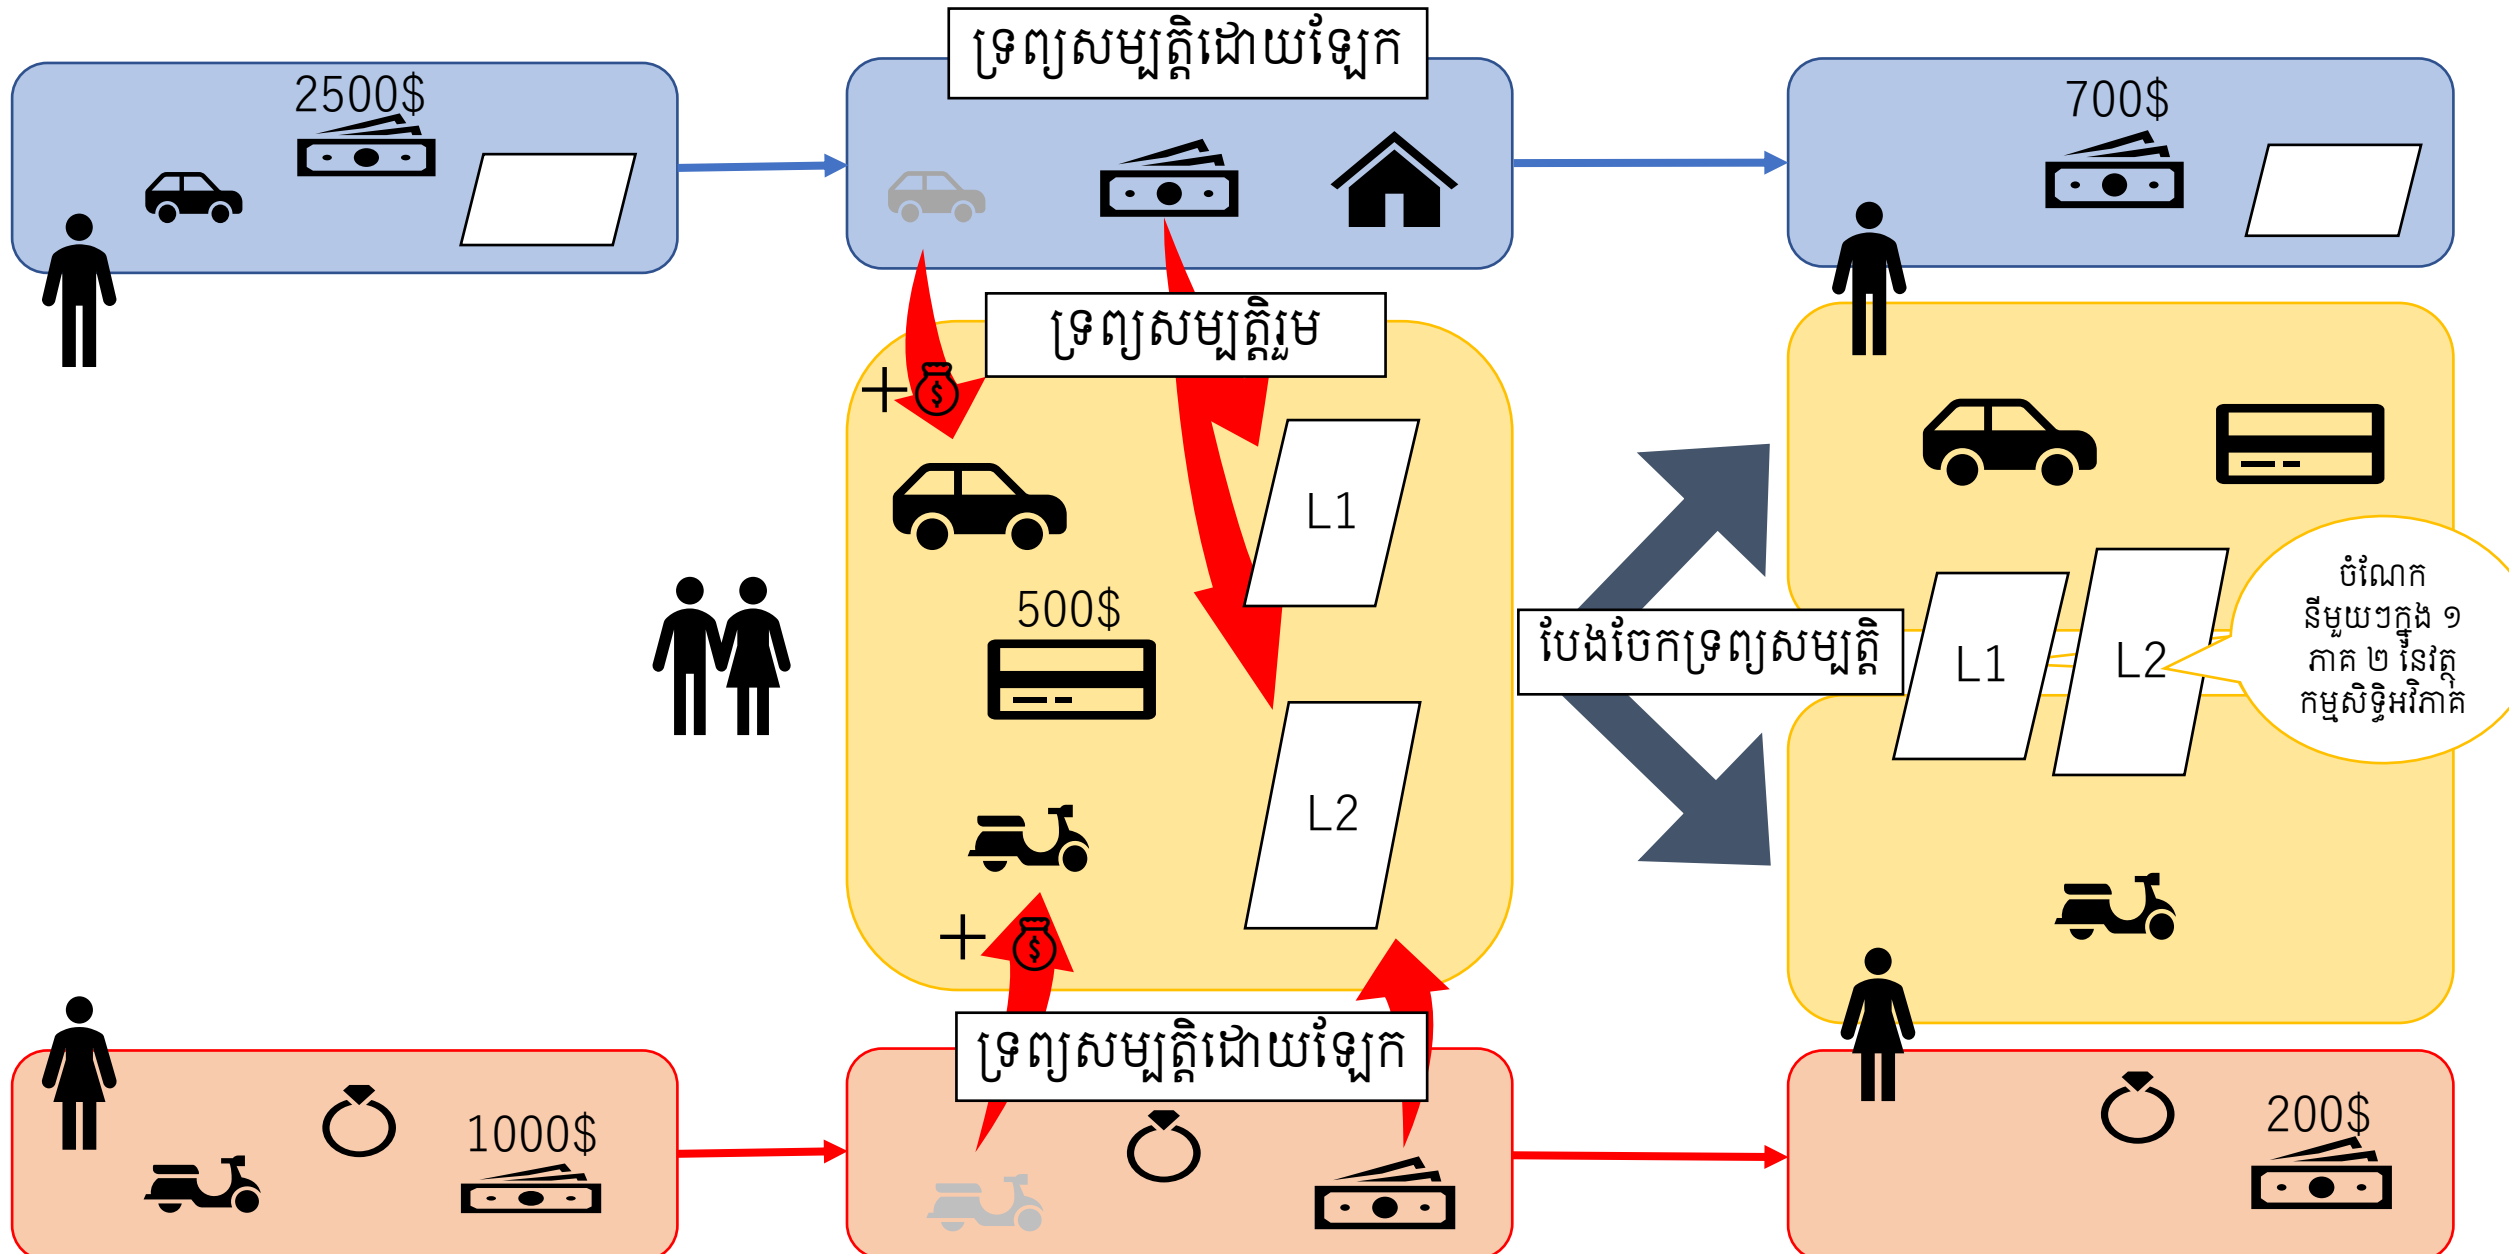 ទ្រព្យសម្បត្តិដោយឡែក
2500$
700$
ទ្រព្យសម្បត្តិរួម
L1
500$
L2
បែងចែកទ្រព្យសម្បត្តិ
L1
L2
ចំណែក
នីមួយៗក្នុង ១
ភាគ ២ នៃវត្ថុ
កម្មសិទ្ធិអវិភាគ
ទ្រព្យសម្បត្តិដោយឡែក
1000$
200$